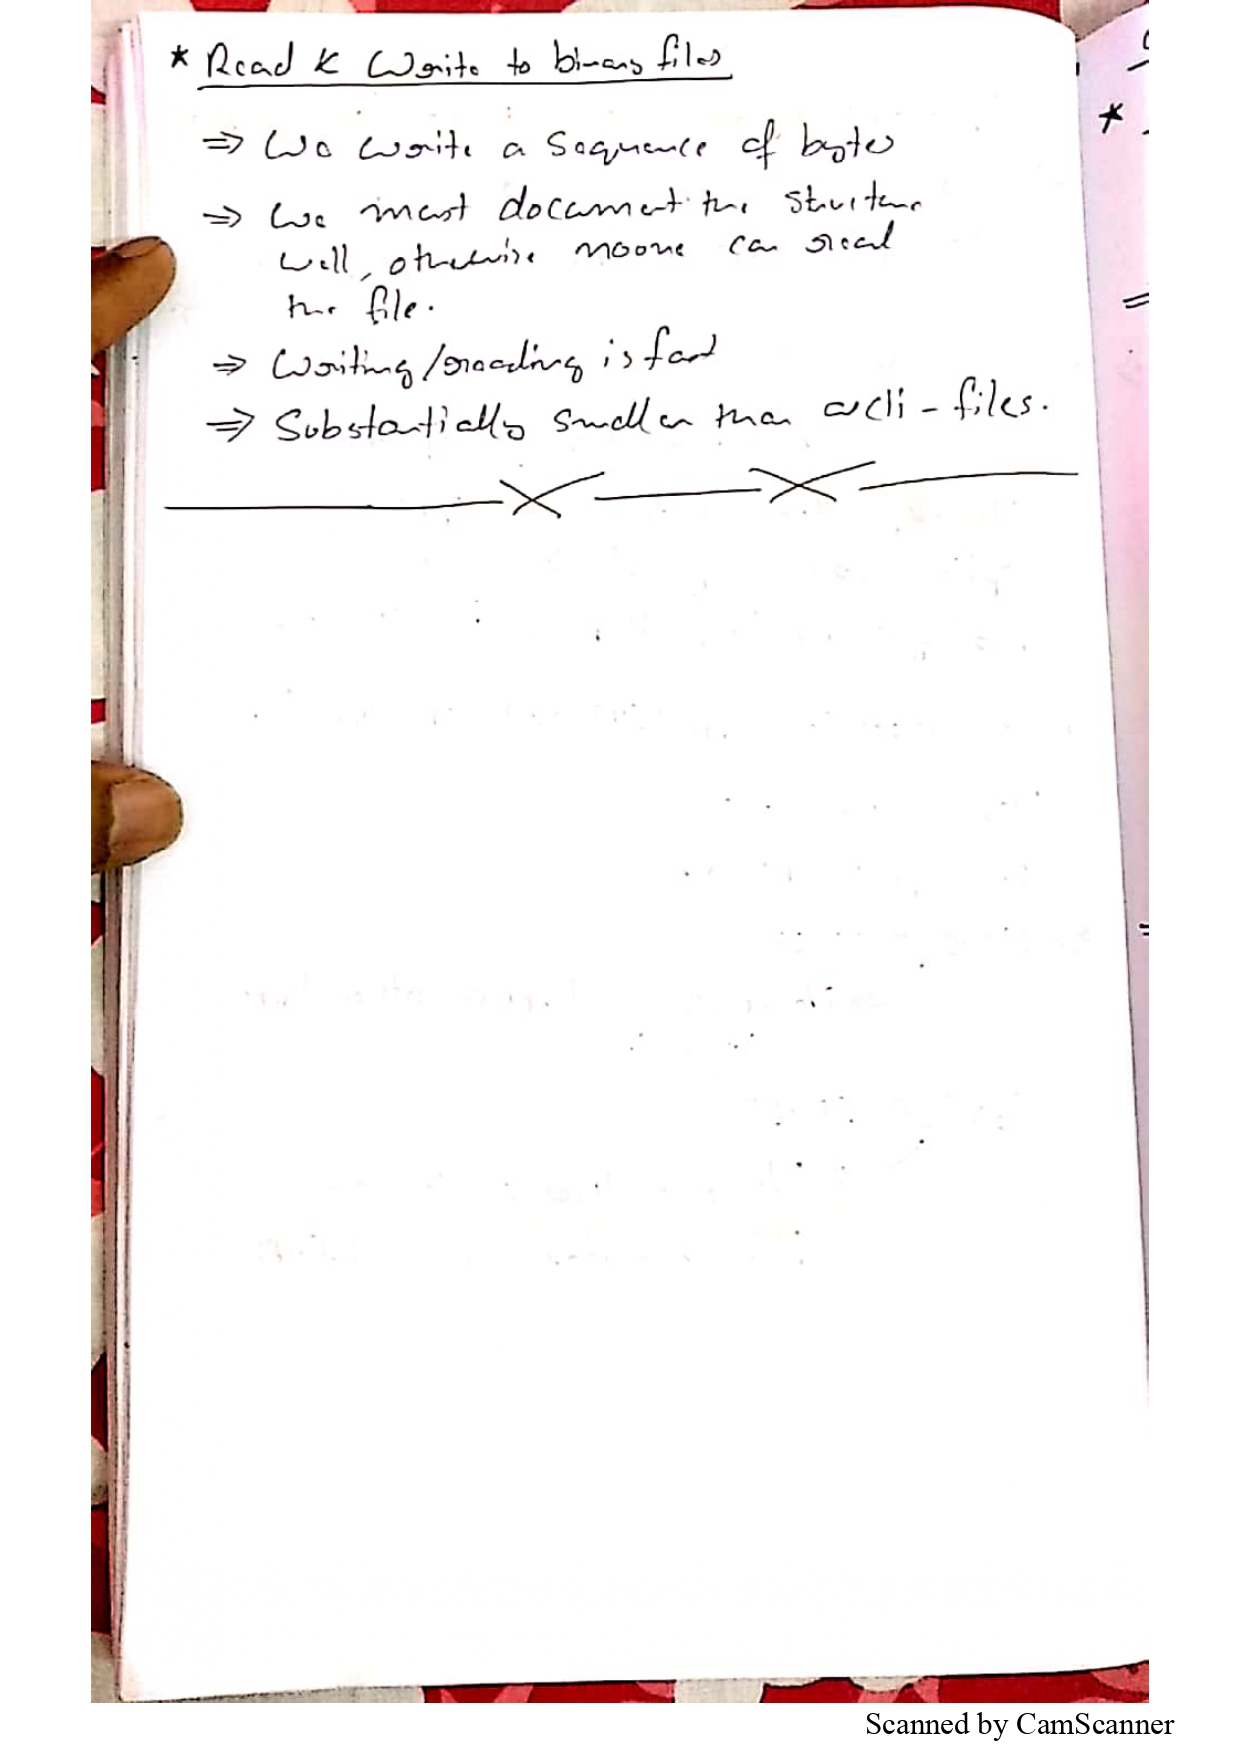 * Read & Write to binary files
⇒ We write a sequence of bytes
⇒ We must document the structure
well, otherwise noone can read
the file.
⇒ Writing/reading is fast
⇒ Substantially smaller than ascii-files.
*
Scanned by CamScanner